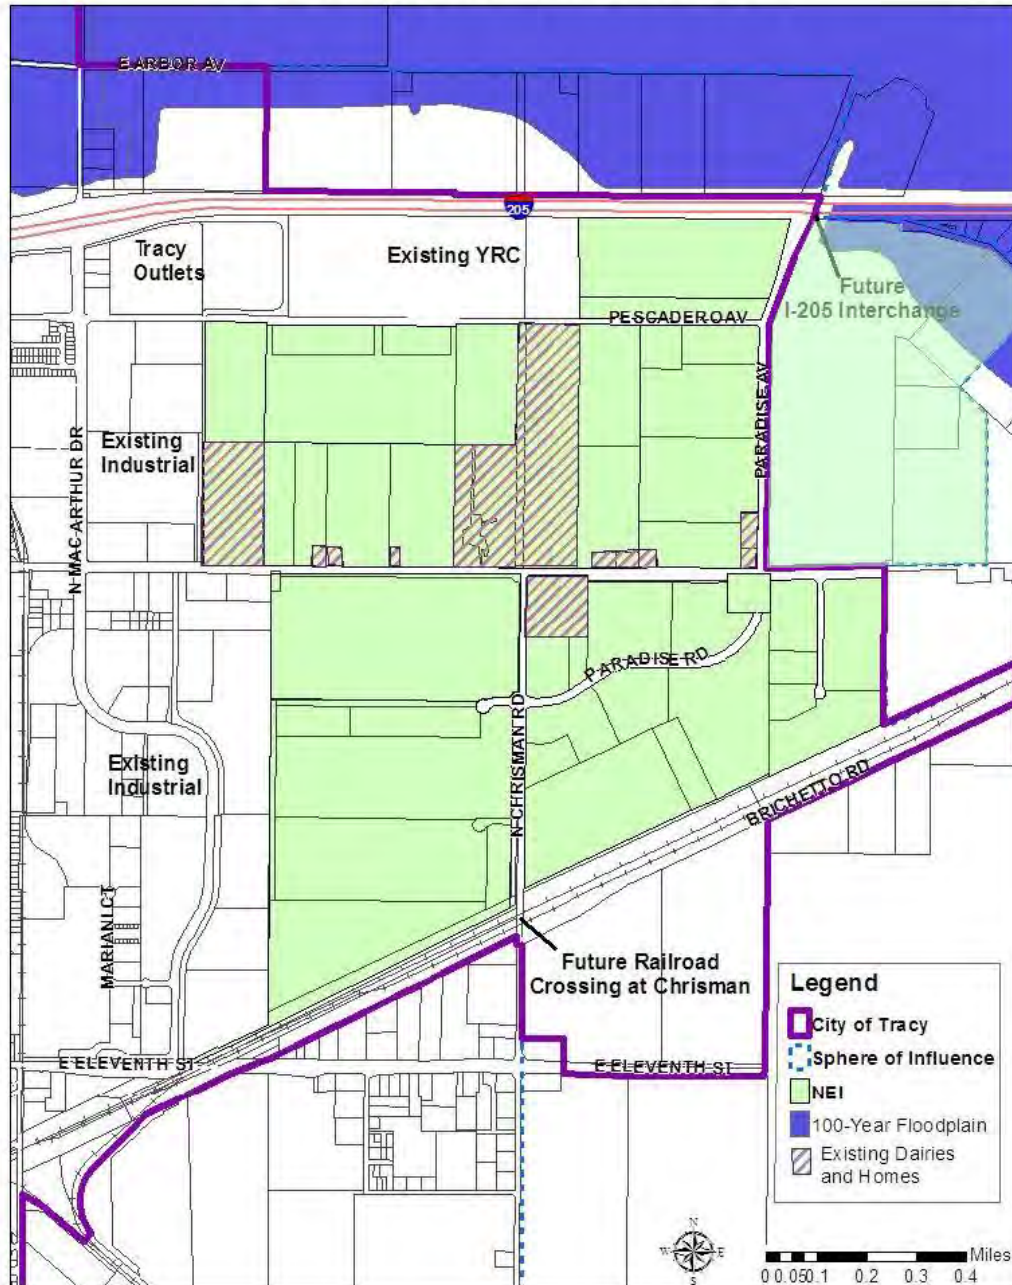 E ARBOR AV
205
Tracy
Outlets
Existing YRC
Future
I-205 Interchange
PESCADERO AV
PARADISE AV
Existing
Industrial
N MAC ARTHUR DR
PARADISE RD
N CHRISMAN RD
Existing
Industrial
BRICHETTO RD
MARIANI CT
Future Railroad
Crossing at Chrisman
E ELEVENTH ST
E ELEVENTH ST
Legend
City of Tracy
Sphere of Influence
NEI
100-Year Floodplain
Existing Dairies
and Homes
N
W
E
S
Miles
0 0.050.1 0.2 0.3 0.4